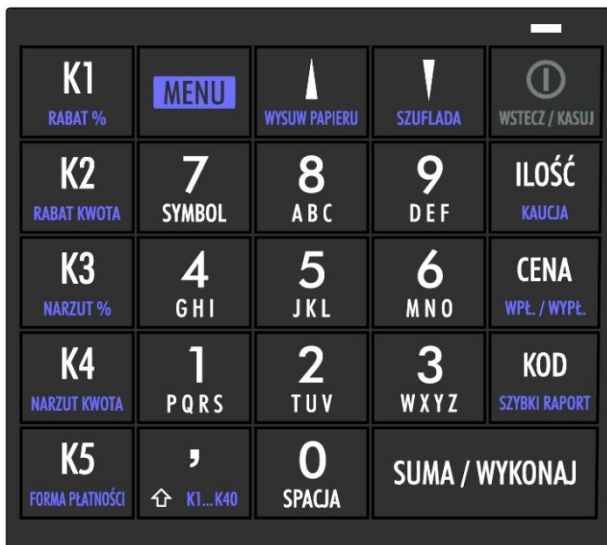 K1
RABAT %
MENU
WYSUW PAPIERU
SZUFLADA
WSTECZ / KASUJ
K2
RABAT KWOTA
7
SYMBOL
8
ABC
9
DEF
ILOŚĆ
KAUCJA
K3
NARZUT %
4
GHI
5
JKL
6
MNO
CENA
WPŁ. / WYPŁ.
K4
NARZUT KWOTA
1
PQRS
2
TUV
3
WXYZ
KOD
SZYBKI RAPORT
K5
FORMA PŁATNOŚCI
,
K1...K40
0
SPACJA
SUMA / WYKONAJ